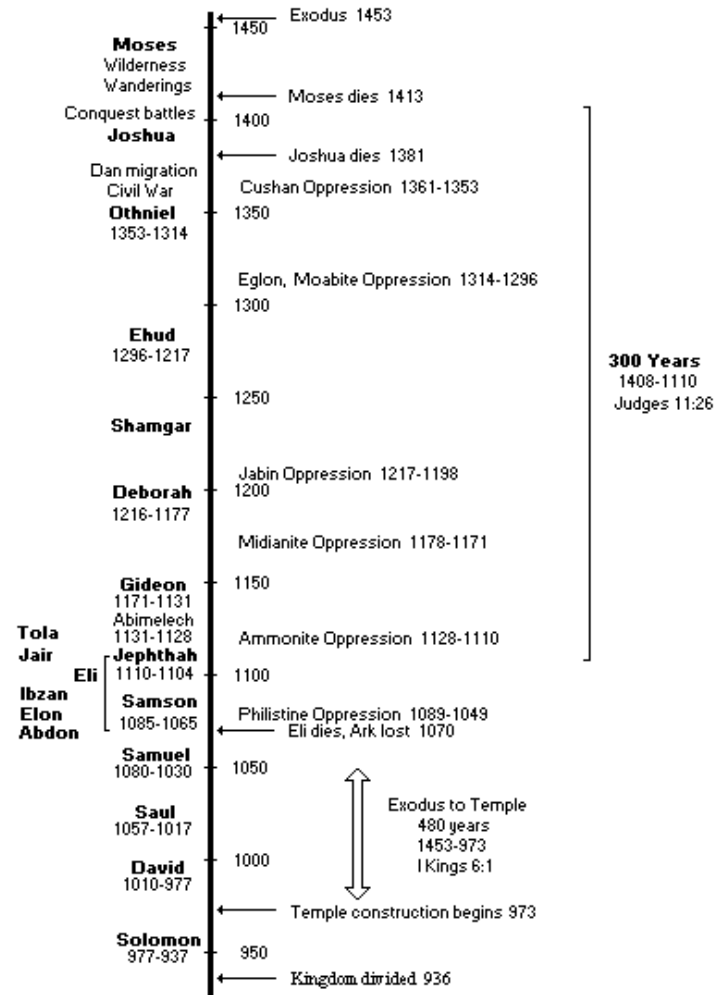 Exodus 1453
1450
Moses
Wilderness
Wanderings
Moses dies 1413
Conquest battles
1400
Joshua
Joshua dies 1381
Dan migration
Civil War
Cushan Oppression 1361-1353
Othniel
1350
1353-1314
Eglon, Moabite Oppression 1314-1296
1300
Ehud
1296-1217
300 Years
1408-1110
Judges 11:26
1250
Shamgar
Jabin Oppression 1217-1198
Deborah
1200
1216-1177
Midianite Oppression 1178-1171
Gideon
1150
1171-1131
Abimelech
1131-1128
Tola
Ammonite Oppression 1128-1110
Jair
Jephthah
Eli
1110-1104
1100
Ibzan
Elon
Abdon
Samson
1085-1065
Philistine Oppression 1089-1049
Eli dies, Ark lost 1070
Samuel
1080-1030
1050
Exodus to Temple
480 years
1453-973
I Kings 6:1
Saul
1057-1017
1000
David
1010-977
Temple construction begins 973
Solomon
977-937
950
Kingdom divided 936